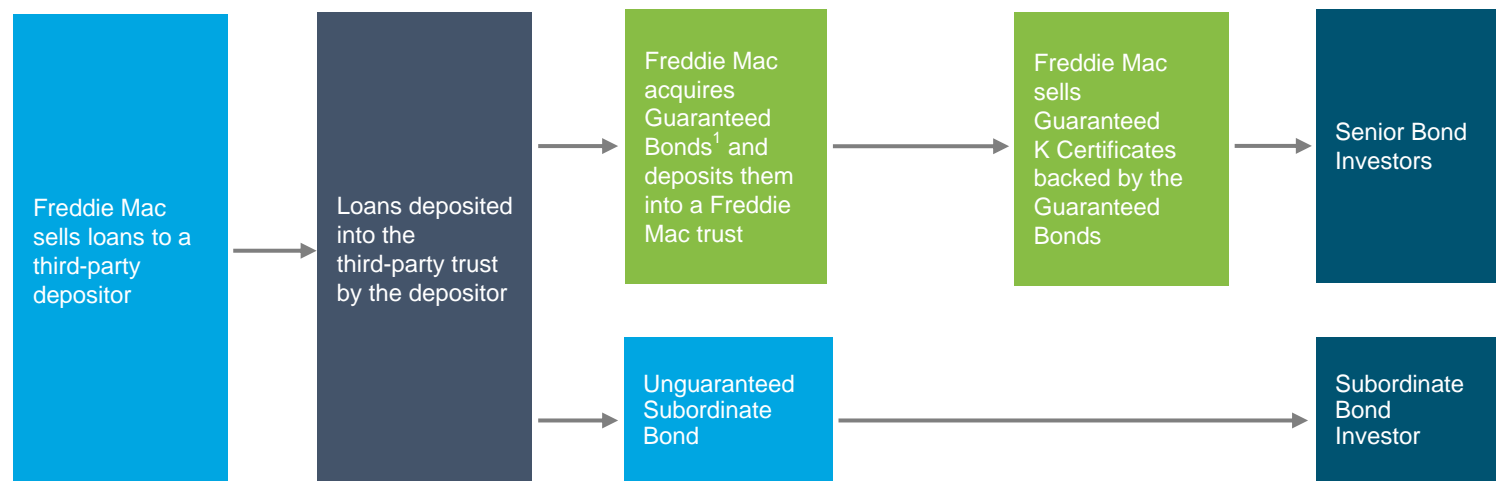 Freddie Mac
sells loans to a
third-party
depositor
Loans deposited
into the
third-party trust
by the depositor
Freddie Mac
acquires
Guaranteed
Bonds¹ and
deposits them
into a Freddie
Mac trust
Freddie Mac
sells
Guaranteed
K Certificates
backed by the
Guaranteed
Bonds
Senior Bond
Investors
Unguaranteed
Subordinate
Bond
Subordinate
Bond
Investor